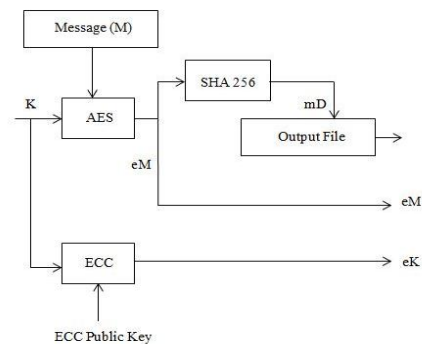 Message (M)
SHA 256
K
mD
AES
Output File
eM
eM
ECC
eK
ECC Public Key